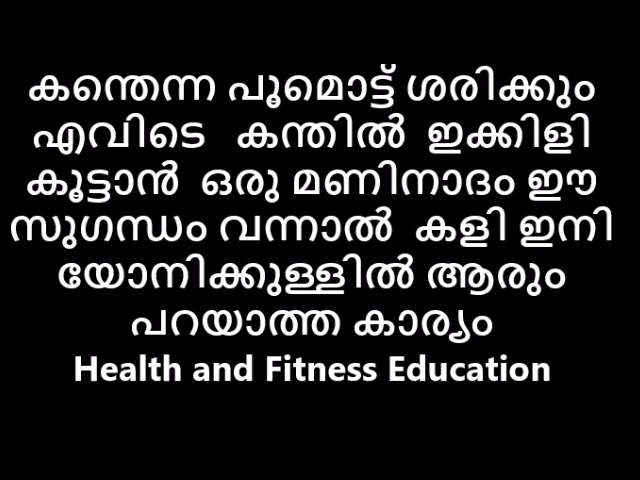 കന്തെന്ന പൂമൊട്ട് ശരിക്കും
എവിടെ കന്തിൽ ഇക്കിളി
കൂട്ടാൻ ഒരു മണിനാദം ഈ
സുഗന്ധം വന്നാൽ കളി ഇനി
യോനിക്കുള്ളിൽ ആരും
പറയാത്ത കാര്യം
Health and Fitness Education